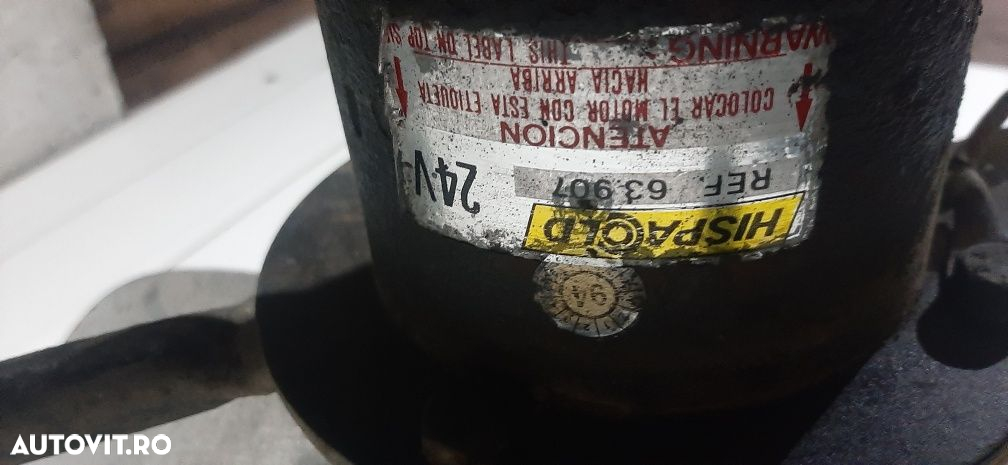 HISPACOLD
REF. 63.907
24V
ATENCION
COLOCAR EL MOTOR CON ESTA ETIQUETA
HACIA ARRIBA
WARNING
THIS LABEL ON TOP
AUTOVIT.RO